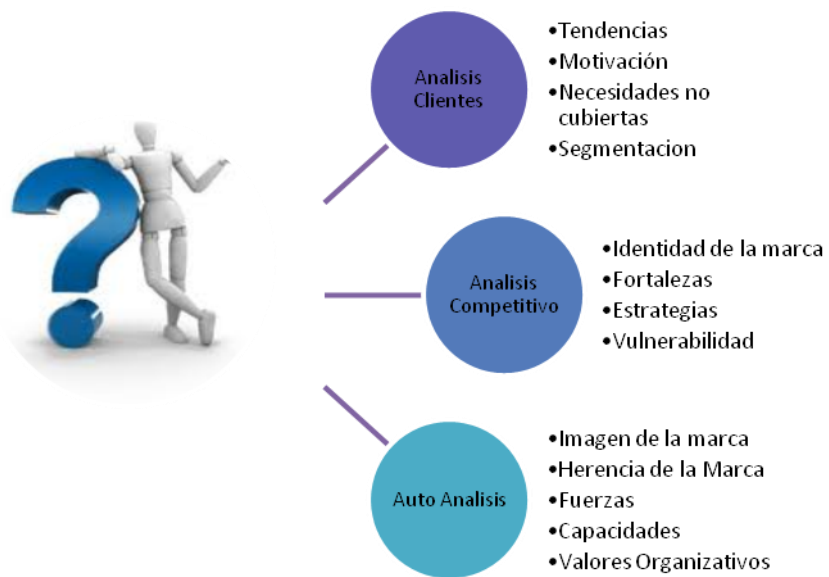 Analisis
Clientes
•Tendencias
•Motivación
•Necesidades no
cubiertas
•Segmentacion
Analisis
Competitivo
•Identidad de la marca
•Fortalezas
•Estrategias
•Vulnerabilidad
Auto Analisis
•Imagen de la marca
•Herencia de la Marca
•Fuerzas
•Capacidades
•Valores Organizativos